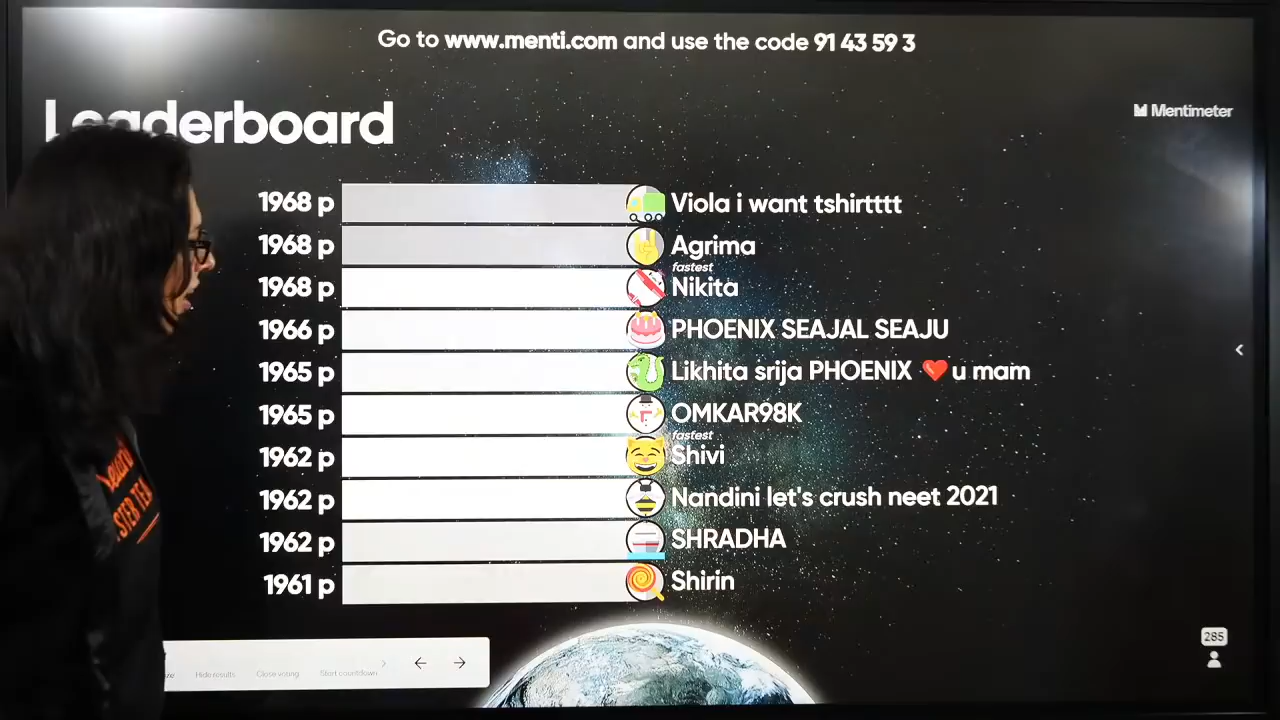 Go to www.menti.com and use the code 91 43 59 3
Leaderboard
Mentimeter
1968 p Viola i want tshirtttt
1968 p Agrima
fastest
1968 p Nikita
1966 p PHOENIX SEAJAL SEAJU
1965 p Likhita srija PHOENIX ❤️ u mam
1965 p OMKAR98K
fastest
1962 p Shivi
1962 p Nandini let's crush neet 2021
1962 p SHRADHA
1961 p Shirin
285
Hide results Close voting Start countdown